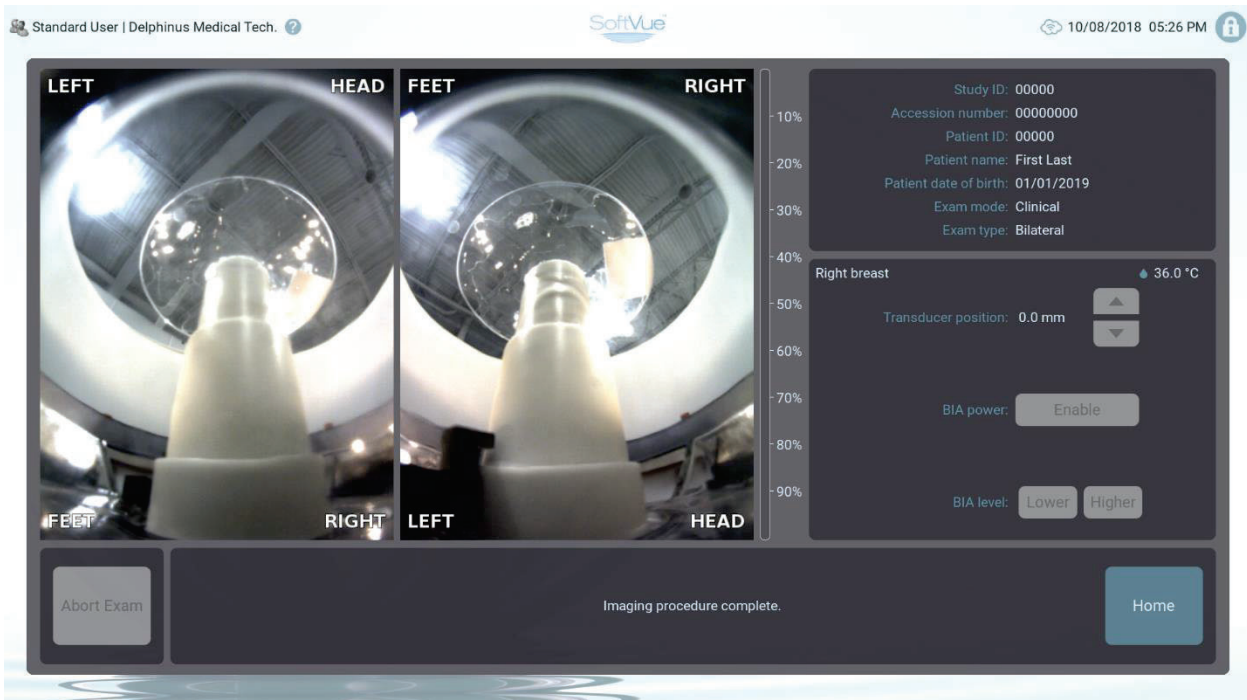 Standard User | Delphinus Medical Tech. ?
SoftVue
10/08/2018 05:26 PM
LEFT HEAD
FEET RIGHT
FEET RIGHT
LEFT HEAD
10%
20%
30%
40%
50%
60%
70%
80%
90%
Study ID: 00000
Accession number: 00000000
Patient ID: 00000
Patient name: First Last
Patient date of birth: 01/01/2019
Exam mode: Clinical
Exam type: Bilateral
Right breast 36.0 °C
Transducer position: 0.0 mm
BIA power: Enable
BIA level: Lower Higher
Abort Exam
Imaging procedure complete.
Home